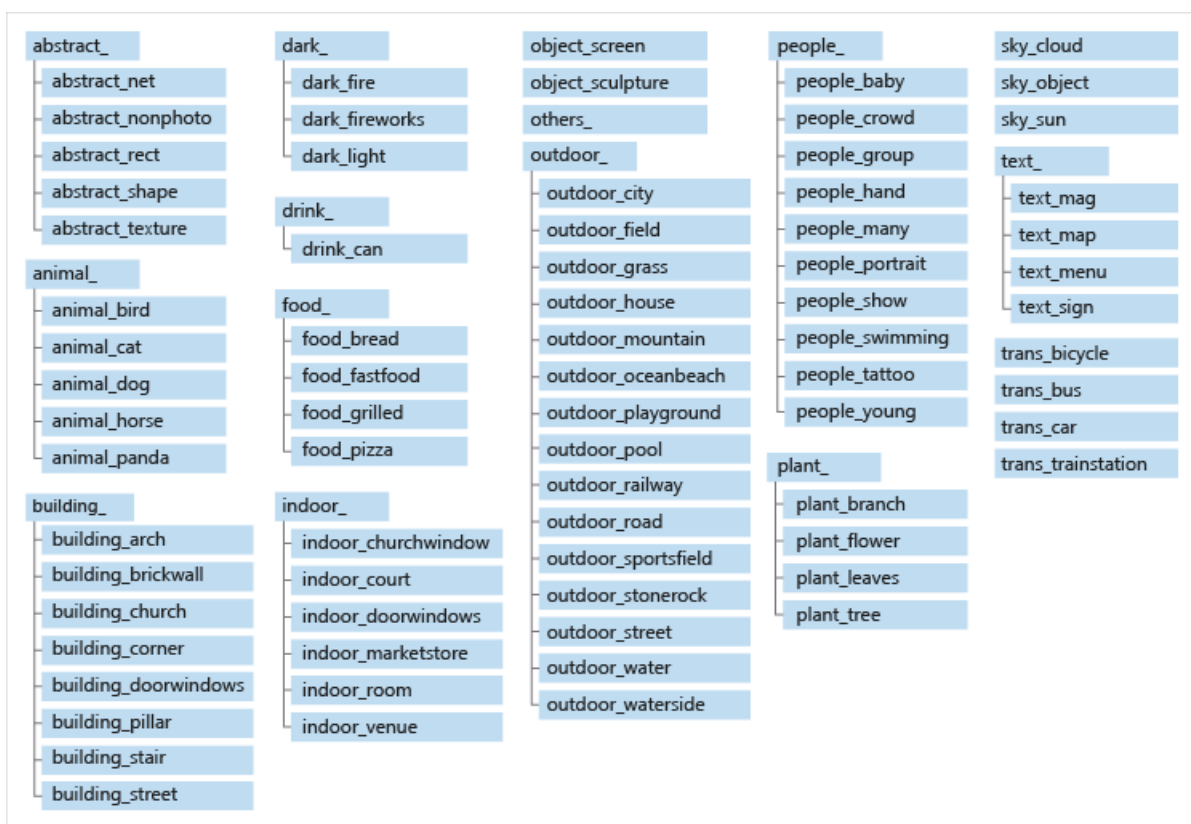 abstract_
abstract_net
abstract_nonphoto
abstract_rect
abstract_shape
abstract_texture
animal_
animal_bird
animal_cat
animal_dog
animal_horse
animal_panda
building_
building_arch
building_brickwall
building_church
building_corner
building_doorwindows
building_pillar
building_stair
building_street
dark_
dark_fire
dark_fireworks
dark_light
drink_
drink_can
food_
food_bread
food_fastfood
food_grilled
food_pizza
indoor_
indoor_churchwindow
indoor_court
indoor_doorwindows
indoor_marketstore
indoor_room
indoor_venue
object_screen
object_sculpture
others_
outdoor_
outdoor_city
outdoor_field
outdoor_grass
outdoor_house
outdoor_mountain
outdoor_oceanbeach
outdoor_playground
outdoor_pool
outdoor_railway
outdoor_road
outdoor_sportsfield
outdoor_stonerock
outdoor_street
outdoor_water
outdoor_waterside
people_
people_baby
people_crowd
people_group
people_hand
people_many
people_portrait
people_show
people_swimming
people_tattoo
people_young
plant_
plant_branch
plant_flower
plant_leaves
plant_tree
sky_cloud
sky_object
sky_sun
text_
text_mag
text_map
text_menu
text_sign
trans_bicycle
trans_bus
trans_car
trans_trainstation